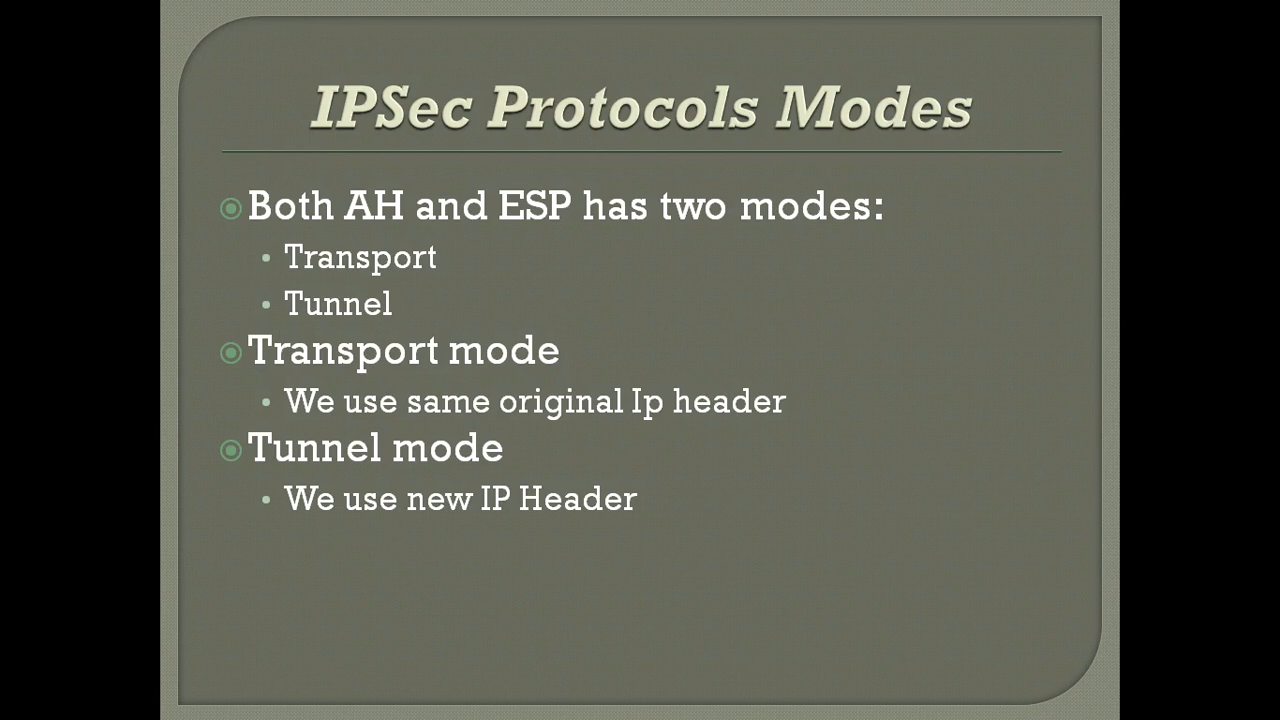 IPSec Protocols Modes
Both AH and ESP has two modes:
Transport
Tunnel
Transport mode
We use same original Ip header
Tunnel mode
We use new IP Header